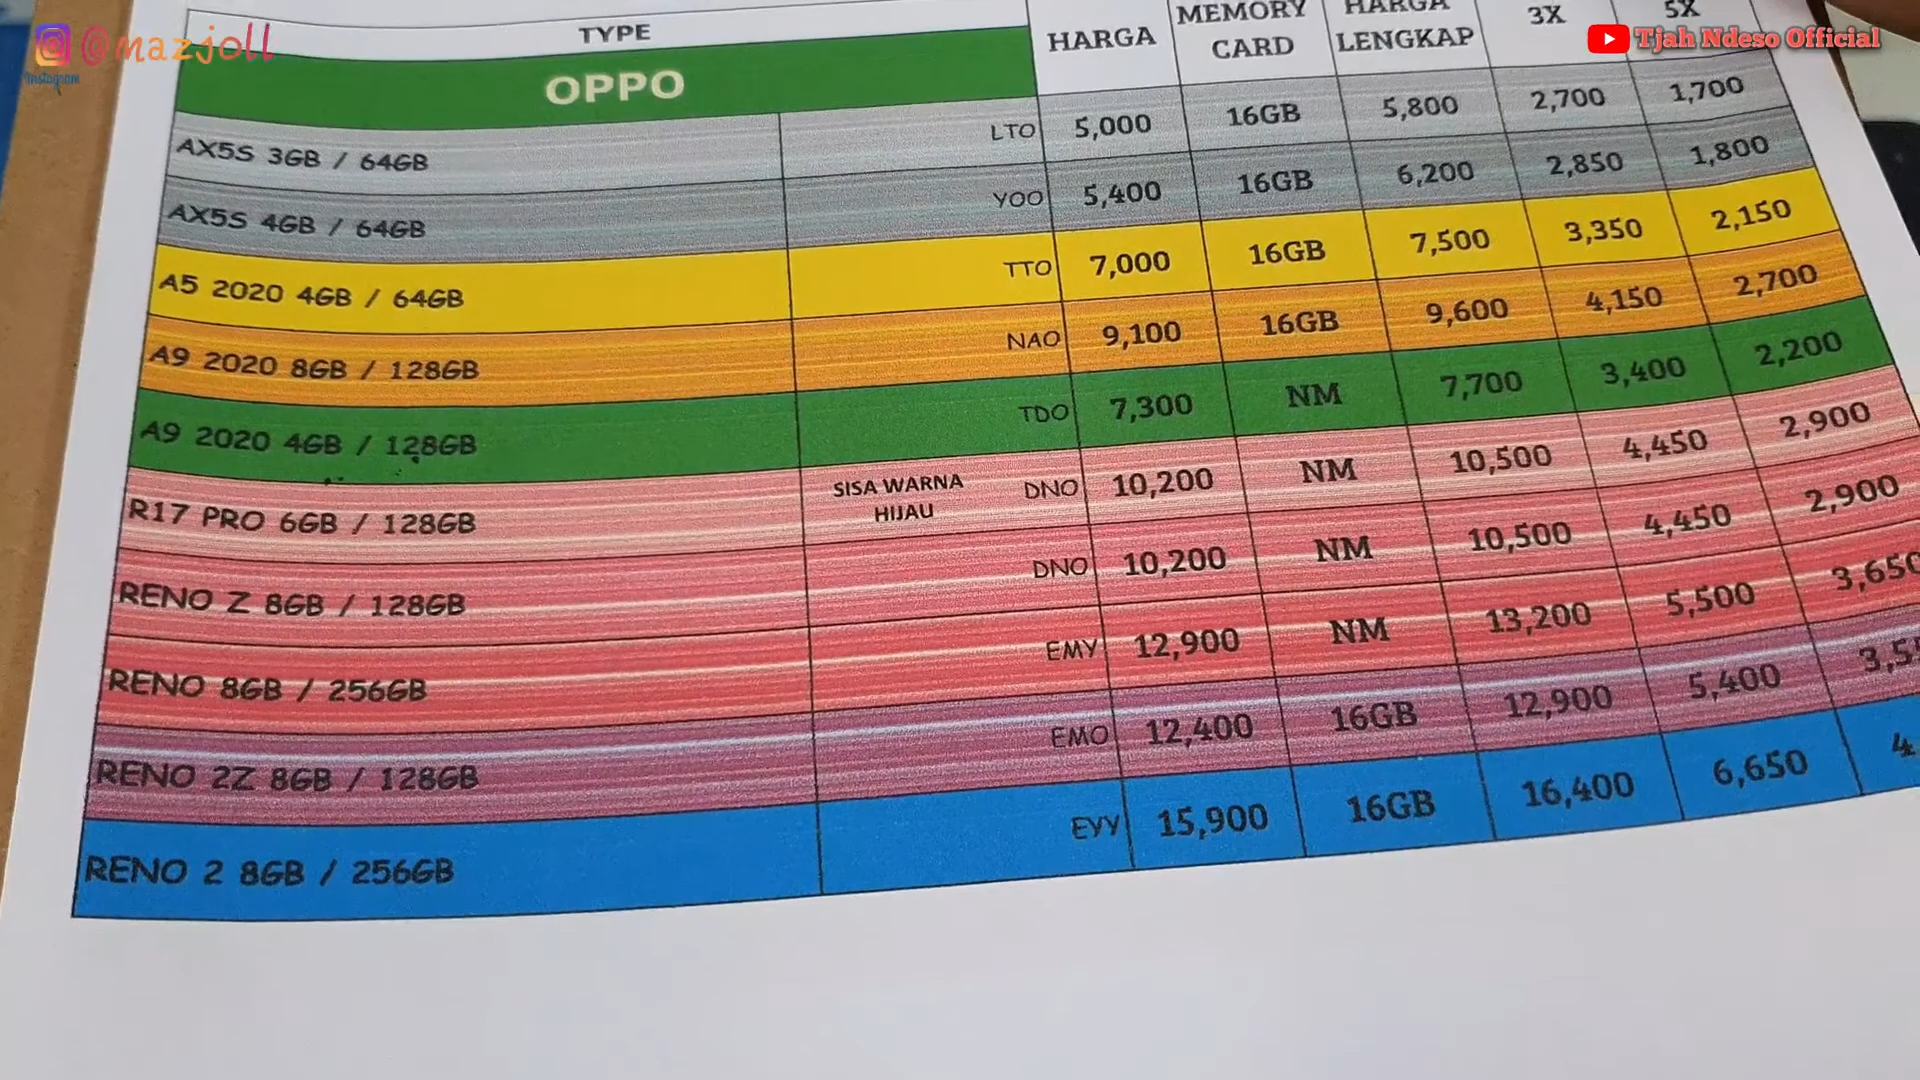 @mazjoll
Instagram
Tjah Ndeso Official
TYPE HARGA MEMORY CARD HARGA LENGKAP 3X 5X
OPPO
AX5S 3GB / 64GB LTO 5,000 16GB 5,800 2,700 1,700
AX5S 4GB / 64GB YOO 5,400 16GB 6,200 2,850 1,800
A5 2020 4GB / 64GB TTO 7,000 16GB 7,500 3,350 2,150
A9 2020 8GB / 128GB NAO 9,100 16GB 9,600 4,150 2,700
A9 2020 4GB / 128GB TDO 7,300 NM 7,700 3,400 2,200
R17 PRO 6GB / 128GB SISA WARNA HIJAU DNO 10,200 NM 10,500 4,450 2,900
RENO Z 8GB / 128GB DNO 10,200 NM 10,500 4,450 2,900
RENO 8GB / 256GB EMY 12,900 NM 13,200 5,500 3,650
RENO 2Z 8GB / 128GB EMO 12,400 16GB 12,900 5,400
RENO 2 8GB / 256GB EYY 15,900 16GB 16,400 6,650